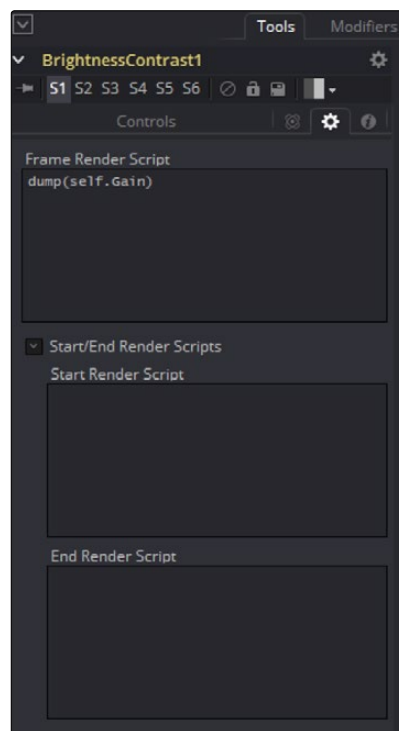 Tools Modifiers
BrightnessContrast1
S1 S2 S3 S4 S5 S6
Controls
Frame Render Script
dump(self.Gain)
Start/End Render Scripts
Start Render Script
End Render Script